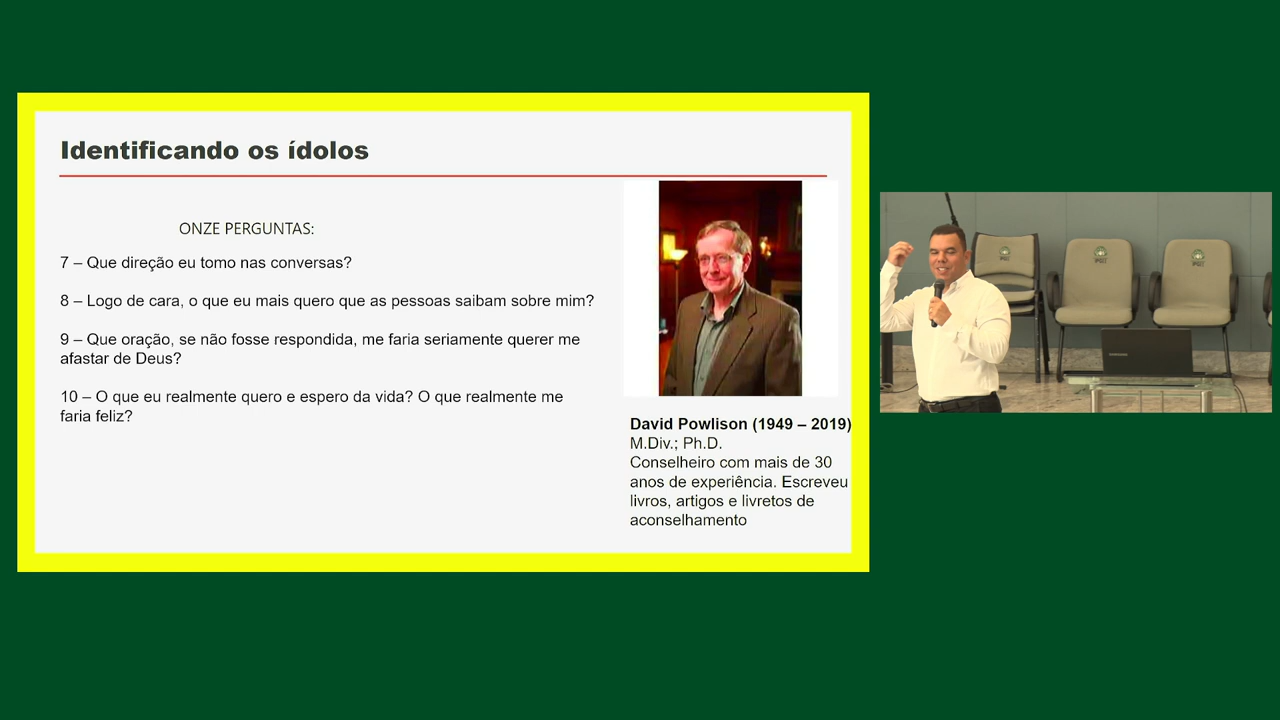 Identificando os ídolos
ONZE PERGUNTAS:
7 – Que direção eu tomo nas conversas?
8 – Logo de cara, o que eu mais quero que as pessoas saibam sobre mim?
9 – Que oração, se não fosse respondida, me faria seriamente querer me
afastar de Deus?
10 – O que eu realmente quero e espero da vida? O que realmente me
faria feliz?
David Powlison (1949 – 2019)
M.Div.; Ph.D.
Conselheiro com mais de 30
anos de experiência. Escreveu
livros, artigos e livretos de
aconselhamento